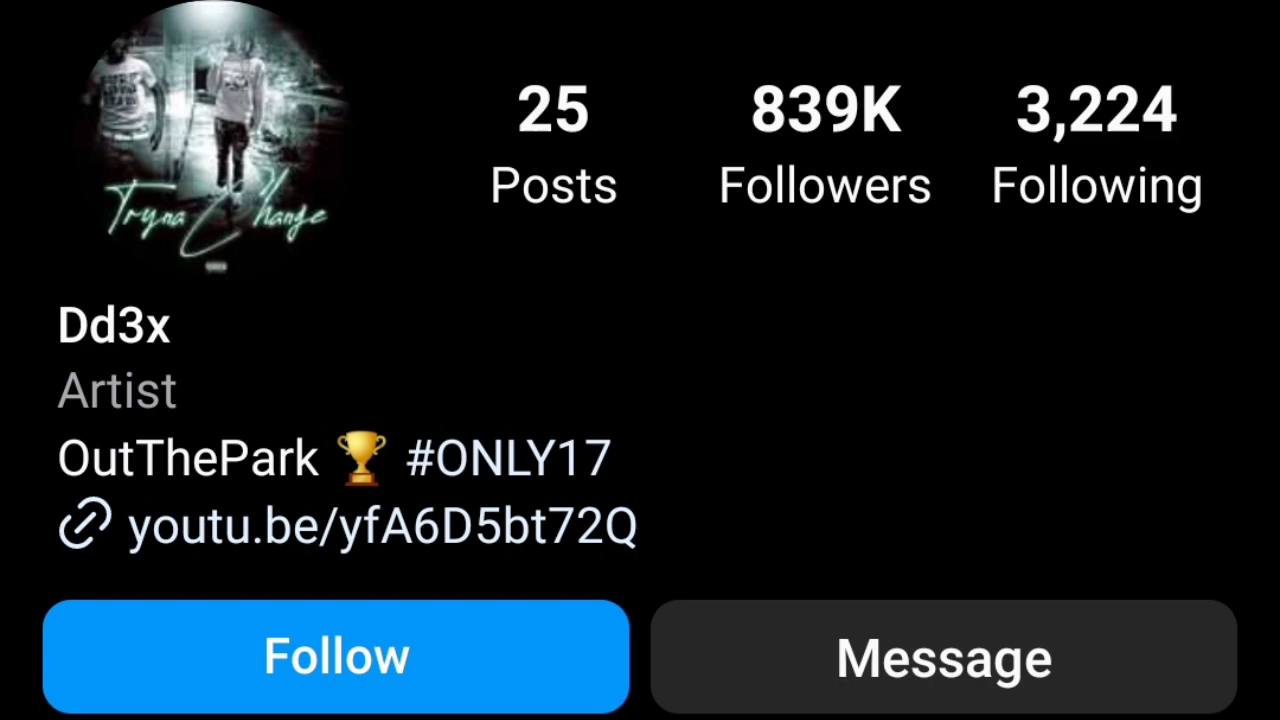 Tryna Change
25 839K 3,224
Posts Followers Following
Dd3x
Artist
OutThePark 🏆 #ONLY17
youtu.be/yfA6D5bt72Q
Follow Message